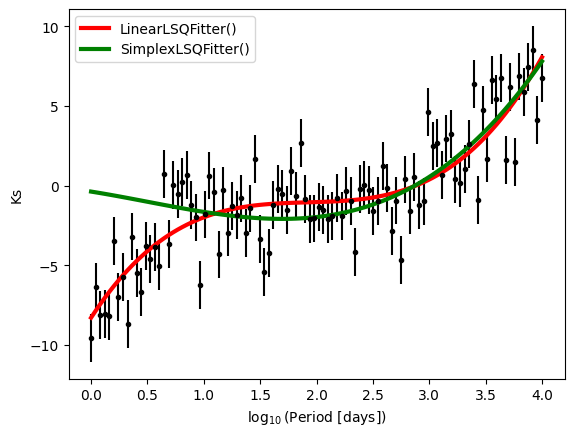 LinearLSQFitter()
SimplexLSQFitter()
10
5
0
−5
−10
Ks
0.0 0.5 1.0 1.5 2.0 2.5 3.0 3.5 4.0
log₁₀(Period [days])